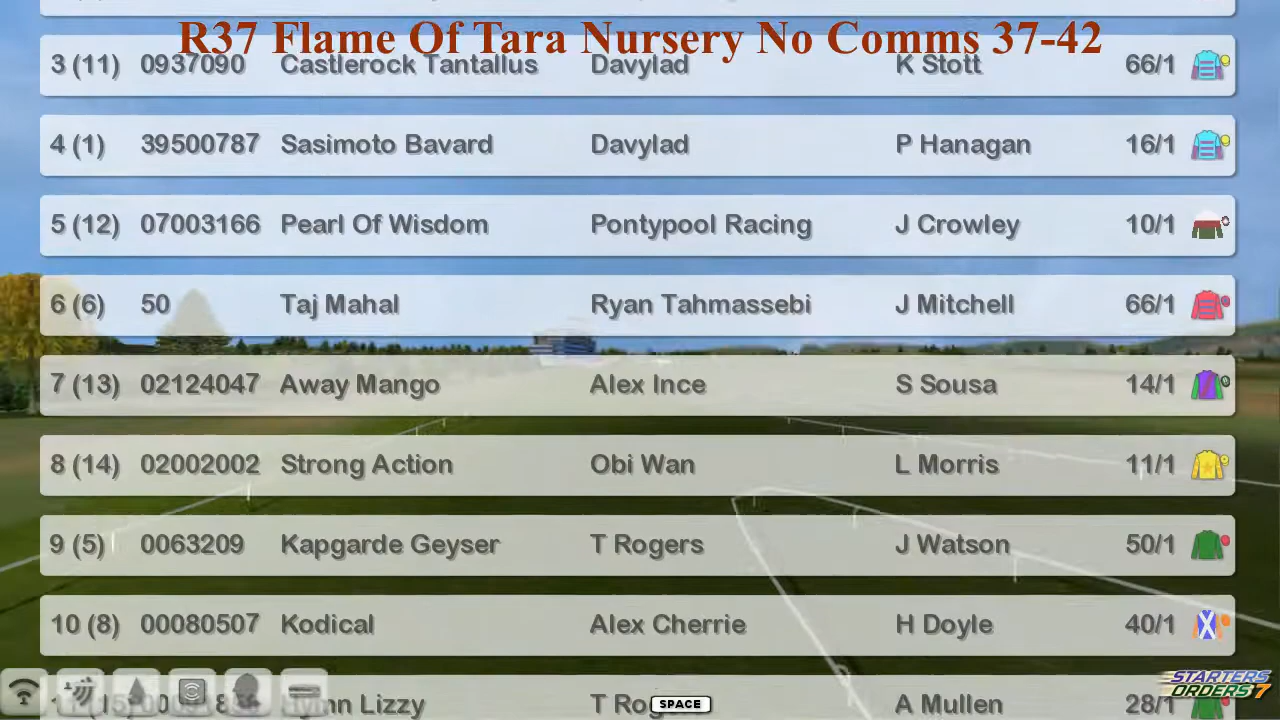 R37 Flame Of Tara Nursery No Comms 37-42
3 (11) 0937090 Castlerock Tantallus Davylad K Stott 66/1
4 (1) 39500787 Sasimoto Bavard Davylad P Hanagan 16/1
5 (12) 07003166 Pearl Of Wisdom Pontypool Racing J Crowley 10/1
6 (6) 50 Taj Mahal Ryan Tahmassebi J Mitchell 66/1
7 (13) 02124047 Away Mango Alex Ince S Sousa 14/1
8 (14) 02002002 Strong Action Obi Wan L Morris 11/1
9 (5) 0063209 Kapgarde Geyser T Rogers J Watson 50/1
10 (8) 00080507 Kodical Alex Cherrie H Doyle 40/1
Lizzy T A Mullen 28/1
SPACE
STARTERS ORDERS 7